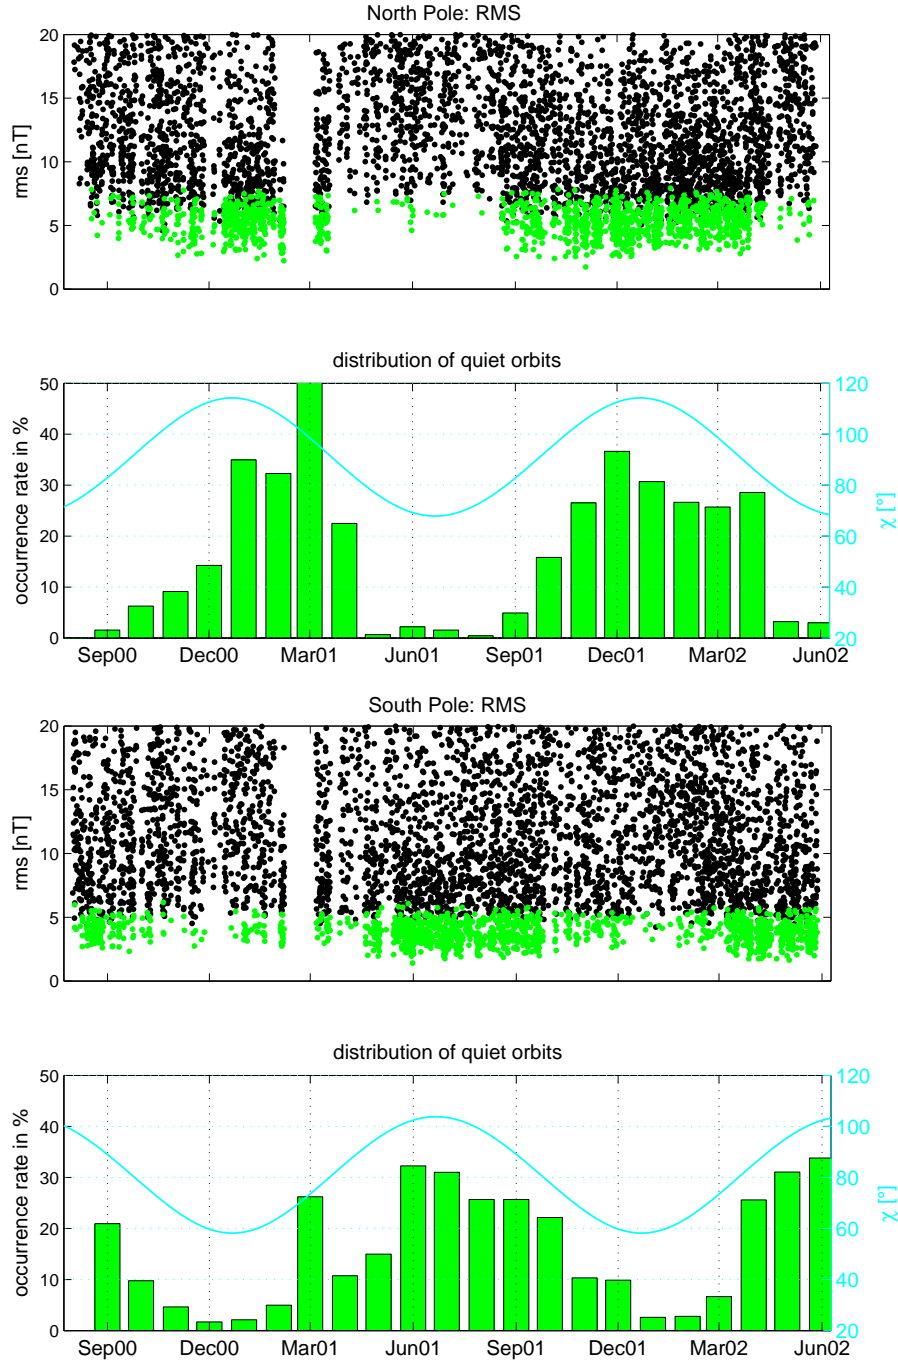 North Pole: RMS
20
15
10
5
0
rms [nT]
distribution of quiet orbits
50
40
30
20
10
0
occurrence rate in %
120
100
80
60
40
20
χ [°]
Sep00 Dec00 Mar01 Jun01 Sep01 Dec01 Mar02 Jun02
South Pole: RMS
20
15
10
5
0
rms [nT]
distribution of quiet orbits
50
40
30
20
10
0
occurrence rate in %
120
100
80
60
40
20
χ [°]
Sep00 Dec00 Mar01 Jun01 Sep01 Dec01 Mar02 Jun02